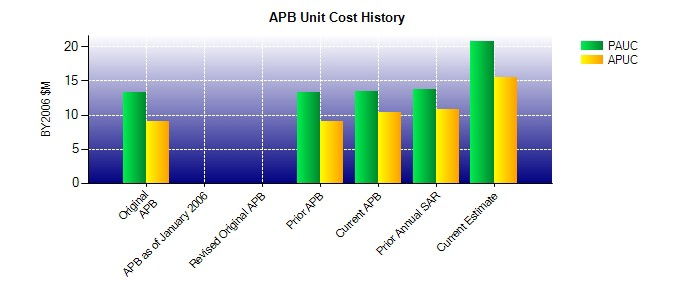 APB Unit Cost History
BY2006 $M
20
15
10
5
0
PAUC
APUC
Original
APB
APB as of January 2006
Revised Original APB
Prior APB
Current APB
Prior Annual SAR
Current Estimate